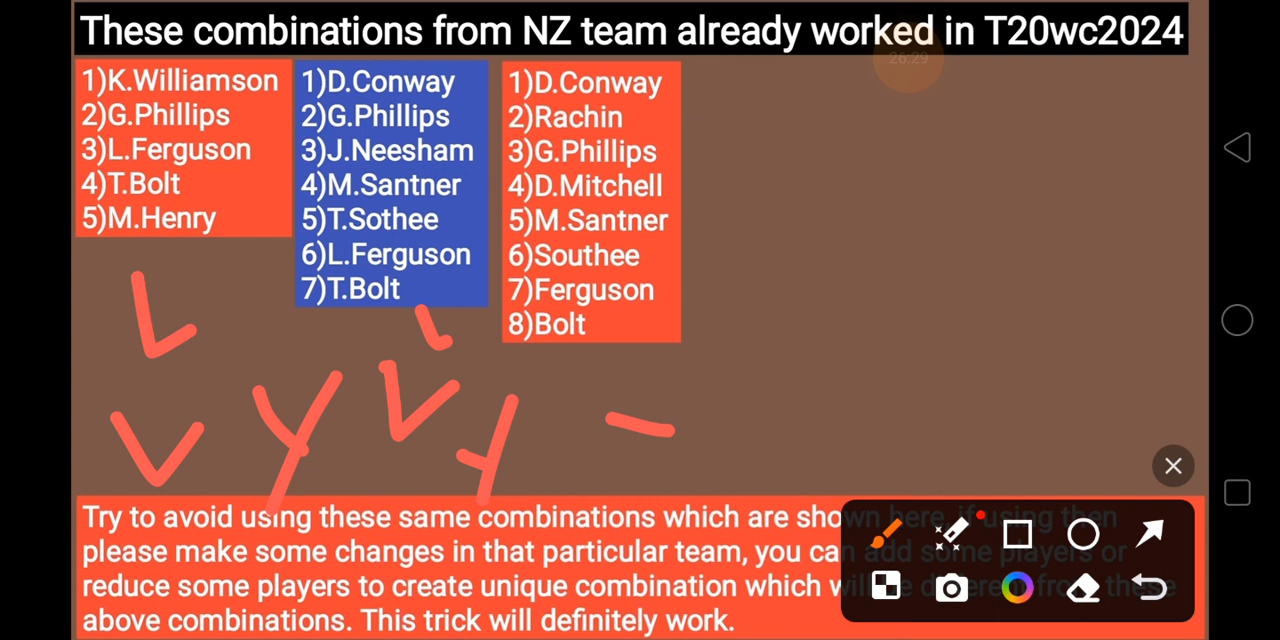 These combinations from NZ team already worked in T20wc2024
26:29
1)K.Williamson
2)G.Phillips
3)L.Ferguson
4)T.Bolt
5)M.Henry
1)D.Conway
2)G.Phillips
3)J.Neesham
4)M.Santner
5)T.Sothee
6)L.Ferguson
7)T.Bolt
1)D.Conway
2)Rachin
3)G.Phillips
4)D.Mitchell
5)M.Santner
6)Southee
7)Ferguson
8)Bolt
Try to avoid using these same combinations which are shown here, if using then
please make some changes in that particular team, you can add some players or
reduce some players to create unique combination which will be different from these
above combinations. This trick will definitely work.